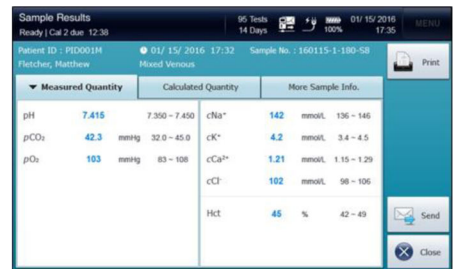 Sample Results
Ready | Cal 2 due 12:38
95 Tests
14 Days
100%
01/ 15/ 2016
17:35
MENU
Patient ID : PID001M
01/ 15/ 2016 17:32
Sample No. : 160115-1-180-S8
Fletcher, Matthew
Mixed Venous
Print
Measured Quantity
Calculated Quantity
More Sample Info.
pH 7.415 7.350 ~ 7.450
pCO₂ 42.3 mmHg 32.0 ~ 45.0
pO₂ 103 mmHg 83 ~ 108
cNa⁺ 142 mmol/L 136 ~ 146
cK⁺ 4.2 mmol/L 3.4 ~ 4.5
cCa²⁺ 1.21 mmol/L 1.15 ~ 1.29
cCl⁻ 102 mmol/L 98 ~ 106
Hct 45 % 42 ~ 49
Send
Close